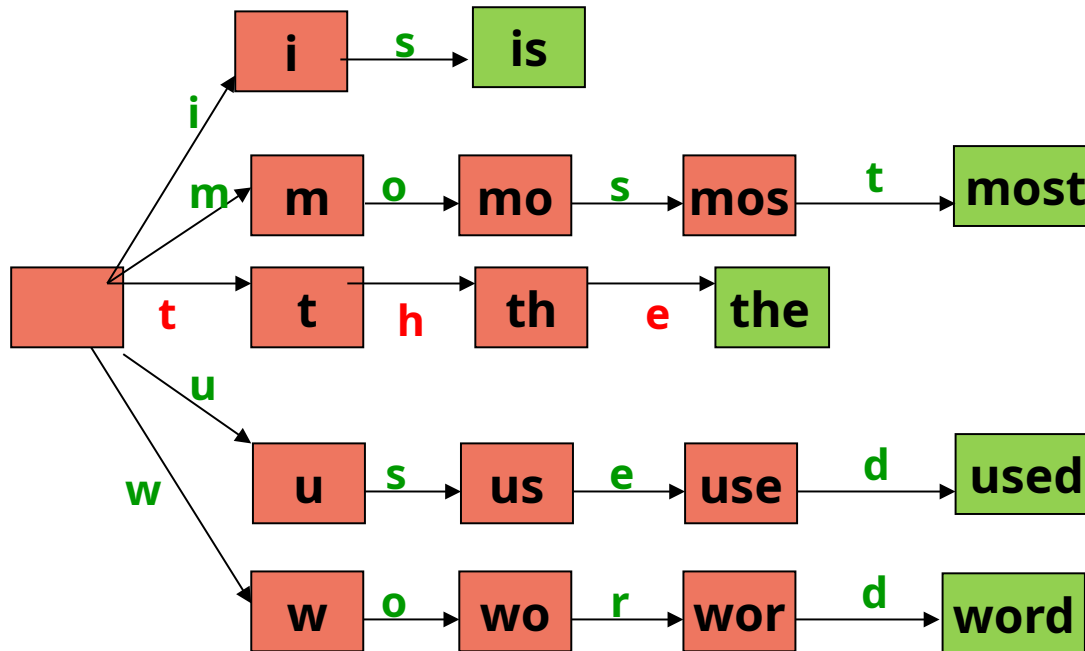 i s is
i
m m o mo s mos t most
t t h th e the
u
u s us e use d used
w
w o wo r wor d word